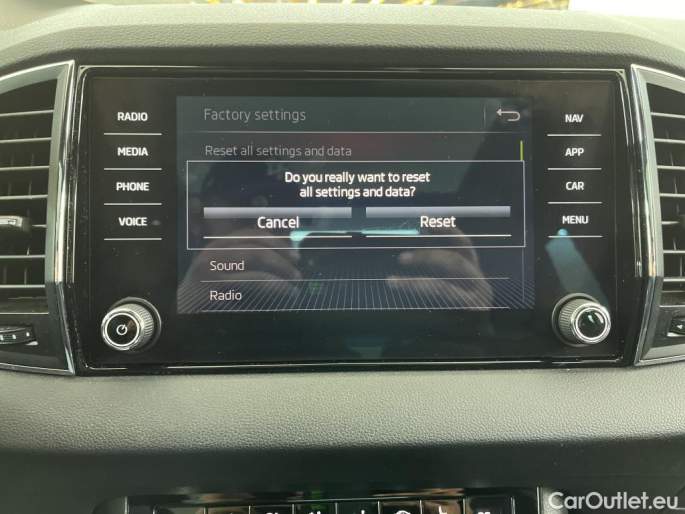 RADIO
MEDIA
PHONE
VOICE
Factory settings
Reset all settings and data
Do you really want to reset
all settings and data?
Cancel Reset
Sound
Radio
NAV
APP
CAR
MENU
CarOutlet.eu